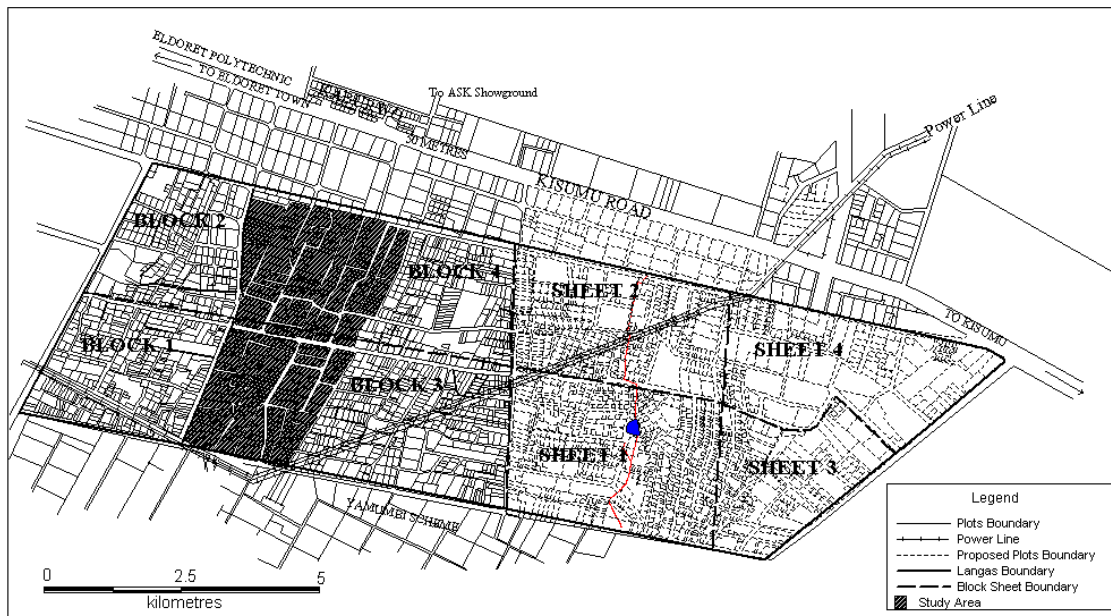 ELDORET POLYTECHNIC
TO ELDORET TOWN
To ASK Showground
30 METRES
KISUMU ROAD
Power Line
BLOCK 2
BLOCK 4
SHEET 2
SHEET 4
TO KISUMU
BLOCK 1
BLOCK 3
SHEET 1
SHEET 3
YAMUMBI SCHEME
Legend
Plots Boundary
Power Line
Proposed Plots Boundary
Langas Boundary
Block Sheet Boundary
Study Area
0 2.5 5
kilometres